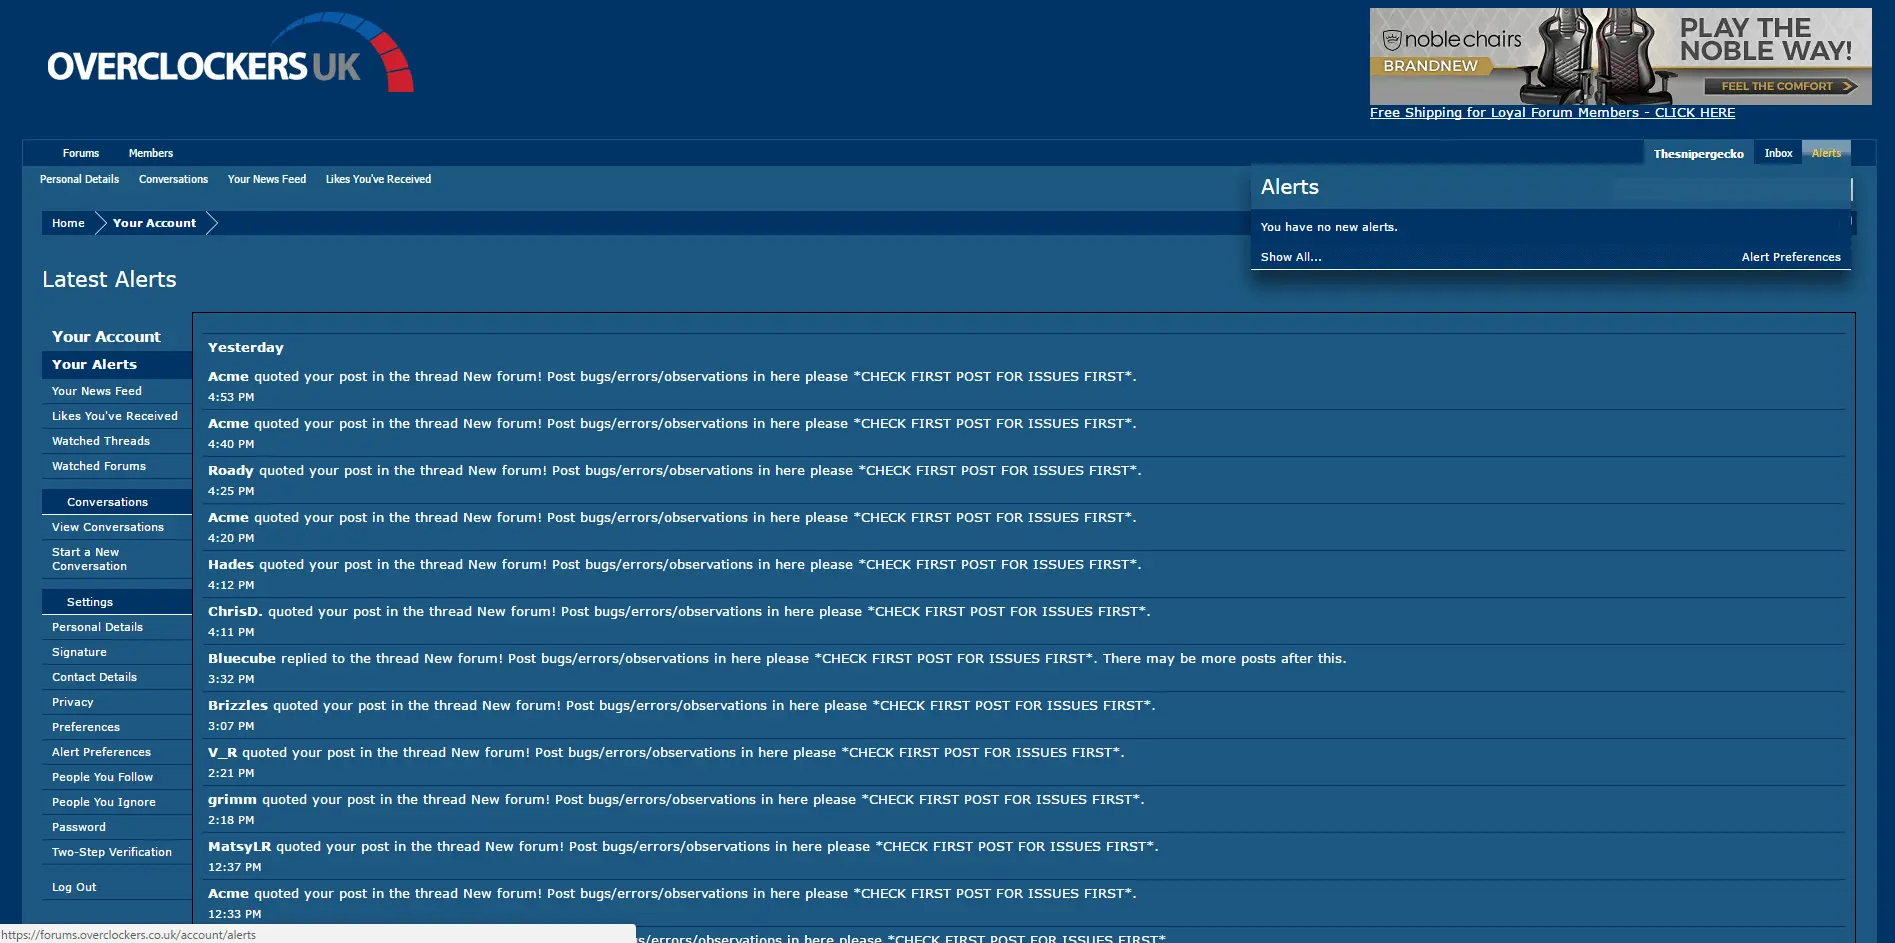 OVERCLOCKERS UK
noblechairs
BRANDNEW
PLAY THE
NOBLE WAY!
FEEL THE COMFORT
Free Shipping for Loyal Forum Members - CLICK HERE
Forums Members
Thesnipergecko Inbox Alerts
Personal Details Conversations Your News Feed Likes You've Received
Alerts
You have no new alerts.
Show All... Alert Preferences
Home Your Account
Latest Alerts
Your Account
Your Alerts
Your News Feed
Likes You've Received
Watched Threads
Watched Forums
Conversations
View Conversations
Start a New
Conversation
Settings
Personal Details
Signature
Contact Details
Privacy
Preferences
Alert Preferences
People You Follow
People You Ignore
Password
Two-Step Verification
Log Out
Yesterday
Acme quoted your post in the thread New forum! Post bugs/errors/observations in here please *CHECK FIRST POST FOR ISSUES FIRST*.
4:53 PM
Acme quoted your post in the thread New forum! Post bugs/errors/observations in here please *CHECK FIRST POST FOR ISSUES FIRST*.
4:40 PM
Roady quoted your post in the thread New forum! Post bugs/errors/observations in here please *CHECK FIRST POST FOR ISSUES FIRST*.
4:25 PM
Acme quoted your post in the thread New forum! Post bugs/errors/observations in here please *CHECK FIRST POST FOR ISSUES FIRST*.
4:20 PM
Hades quoted your post in the thread New forum! Post bugs/errors/observations in here please *CHECK FIRST POST FOR ISSUES FIRST*.
4:12 PM
ChrisD. quoted your post in the thread New forum! Post bugs/errors/observations in here please *CHECK FIRST POST FOR ISSUES FIRST*.
4:11 PM
Bluecube replied to the thread New forum! Post bugs/errors/observations in here please *CHECK FIRST POST FOR ISSUES FIRST*. There may be more posts after this.
3:32 PM
Brizzles quoted your post in the thread New forum! Post bugs/errors/observations in here please *CHECK FIRST POST FOR ISSUES FIRST*.
3:07 PM
V_R quoted your post in the thread New forum! Post bugs/errors/observations in here please *CHECK FIRST POST FOR ISSUES FIRST*.
2:21 PM
grimm quoted your post in the thread New forum! Post bugs/errors/observations in here please *CHECK FIRST POST FOR ISSUES FIRST*.
2:18 PM
MatsyLR quoted your post in the thread New forum! Post bugs/errors/observations in here please *CHECK FIRST POST FOR ISSUES FIRST*.
12:37 PM
Acme quoted your post in the thread New forum! Post bugs/errors/observations in here please *CHECK FIRST POST FOR ISSUES FIRST*.
12:33 PM
s/errors/observations in here please *CHECK FIRST POST FOR ISSUES FIRST*
https://forums.overclockers.co.uk/account/alerts